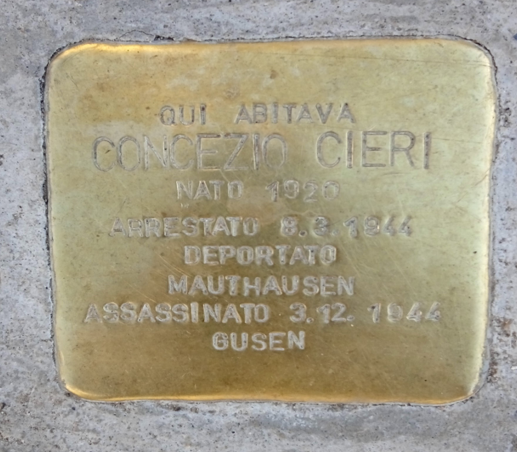 QUI ABITAVA
CONCEZIO CIERI
NATO 1920
ARRESTATO 8.3.1944
DEPORTATO
MAUTHAUSEN
ASSASSINATO 3.12.1944
GUSEN